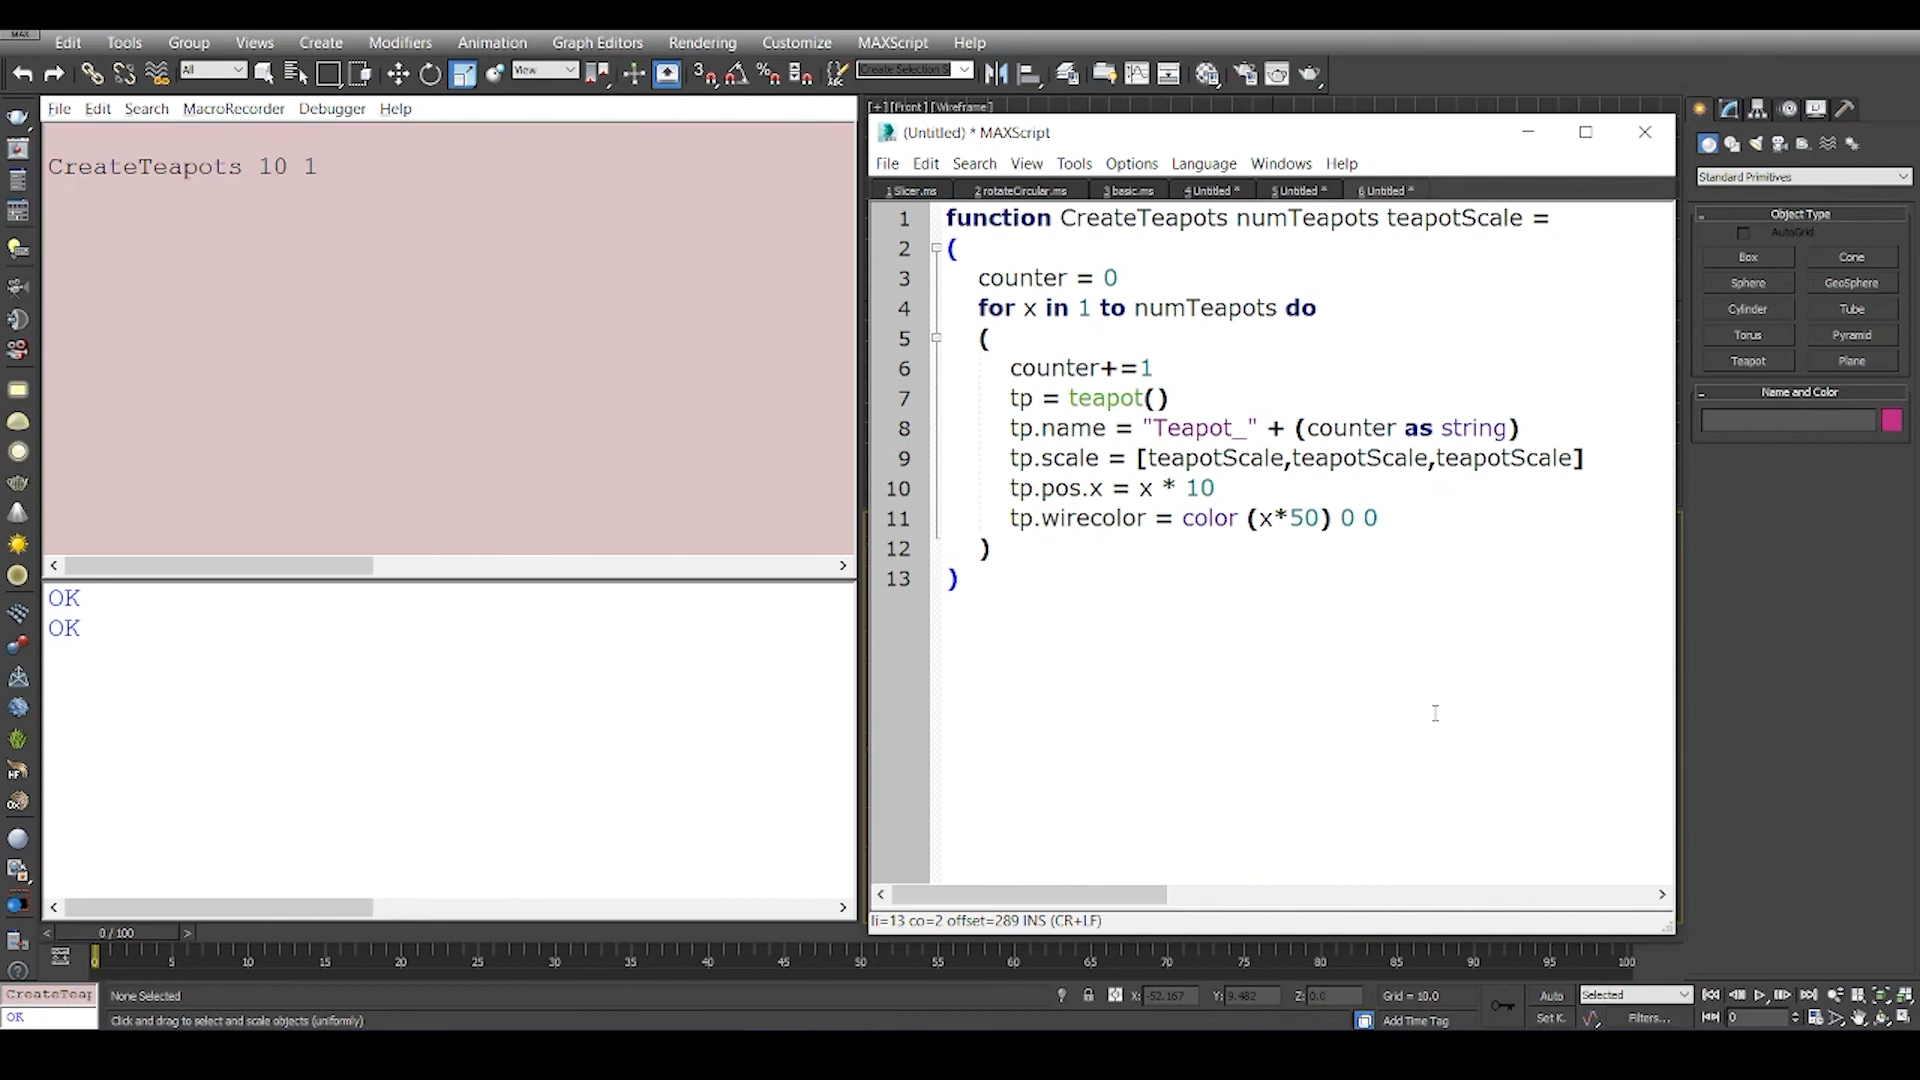 MAX
Edit Tools Group Views Create Modifiers Animation Graph Editors Rendering Customize MAXScript Help
All View Create Selection S
File Edit Search MacroRecorder Debugger Help
CreateTeapots 10 1
OK
OK
[+] [Front] [Wireframe]
(Untitled) * MAXScript
File Edit Search View Tools Options Language Windows Help
1 Slicer.ms 2 rotateCircular.ms 3 basic.ms 4 Untitled * 5 Untitled * 6 Untitled *
1 function CreateTeapots numTeapots teapotScale =
2 (
3 counter = 0
4 for x in 1 to numTeapots do
5 (
6 counter+=1
7 tp = teapot()
8 tp.name = "Teapot_" + (counter as string)
9 tp.scale = [teapotScale,teapotScale,teapotScale]
10 tp.pos.x = x * 10
11 tp.wirecolor = color (x*50) 0 0
12 )
13 )
li=13 co=2 offset=289 INS (CR+LF)
Standard Primitives
- Object Type
AutoGrid
Box Cone
Sphere GeoSphere
Cylinder Tube
Torus Pyramid
Teapot Plane
- Name and Color
< 0 / 100 >
0 5 10 15 20 25 30 35 40 45 50 55 60 65 70 75 80 85 90 95 100
CreateTeap None Selected X: -52.167 Y: 9.482 Z: 0.0 Grid = 10.0 Auto Selected
OK Click and drag to select and scale objects (uniformly) Add Time Tag Set K. Filters... 0